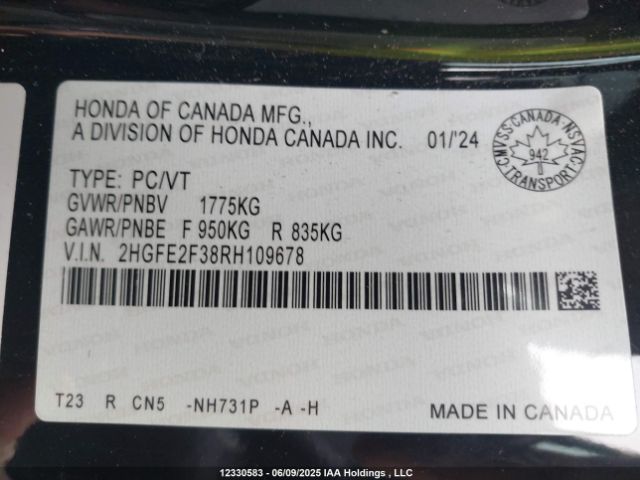 HONDA OF CANADA MFG.,
A DIVISION OF HONDA CANADA INC. 01/'24
CMVSS·CANADA·NSVAC
942
TRANSPORT
TYPE: PC/VT
GVWR/PNBV 1775KG
GAWR/PNBE F 950KG R 835KG
V.I.N. 2HGFE2F38RH109678
T23 R CN5 -NH731P -A -H
MADE IN CANADA
12330583 - 06/09/2025 IAA Holdings , LLC